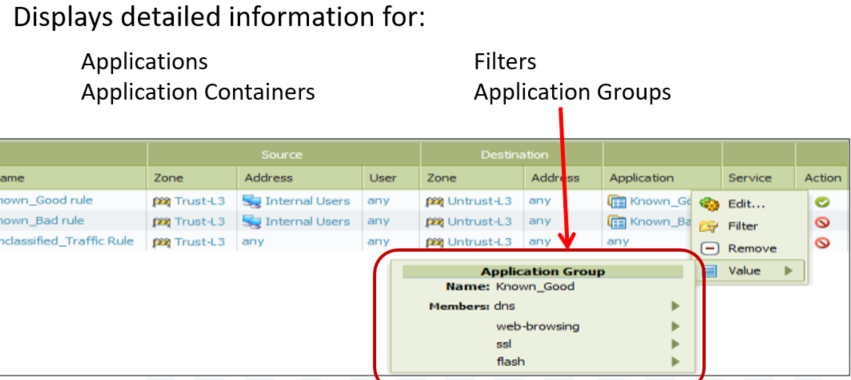 Displays detailed information for:
Applications Filters
Application Containers Application Groups
Source Destination
ame Zone Address User Zone Address Application Service Action
nown_Good rule Trust-L3 Internal Users any Untrust-L3 any Known_Go
nown_Bad rule Trust-L3 Internal Users any Untrust-L3 any Known_Ba
nclassified_Traffic Rule Trust-L3 any any Untrust-L3 any any
Edit...
Filter
Remove
Value
Application Group
Name: Known_Good
Members: dns
web-browsing
ssl
flash